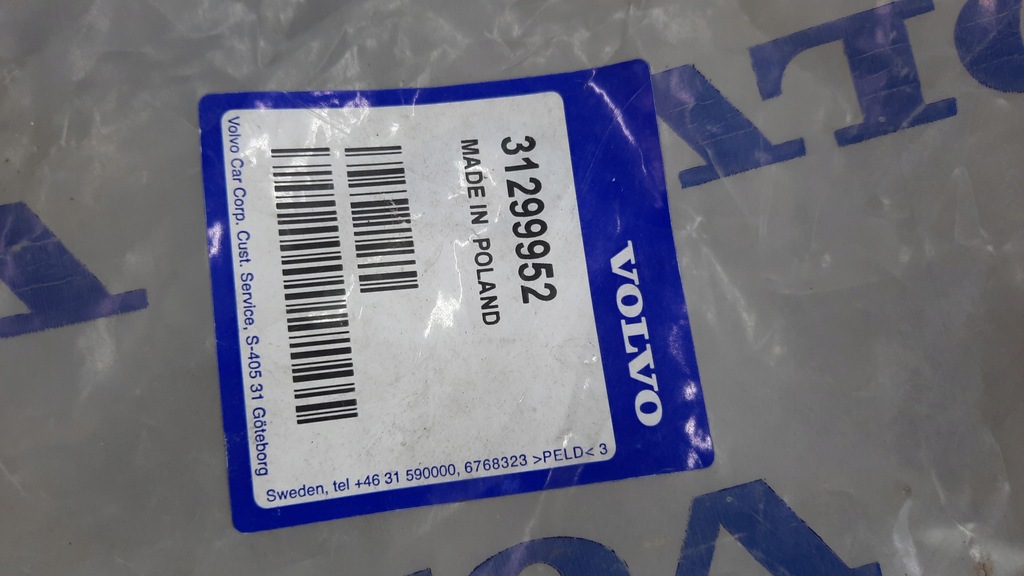 VOLVO
31299952
MADE IN POLAND
Volvo Car Corp. Cust. Service, S-405 31 Göteborg
Sweden, tel +46 31 590000, 6768323 >PELD< 3